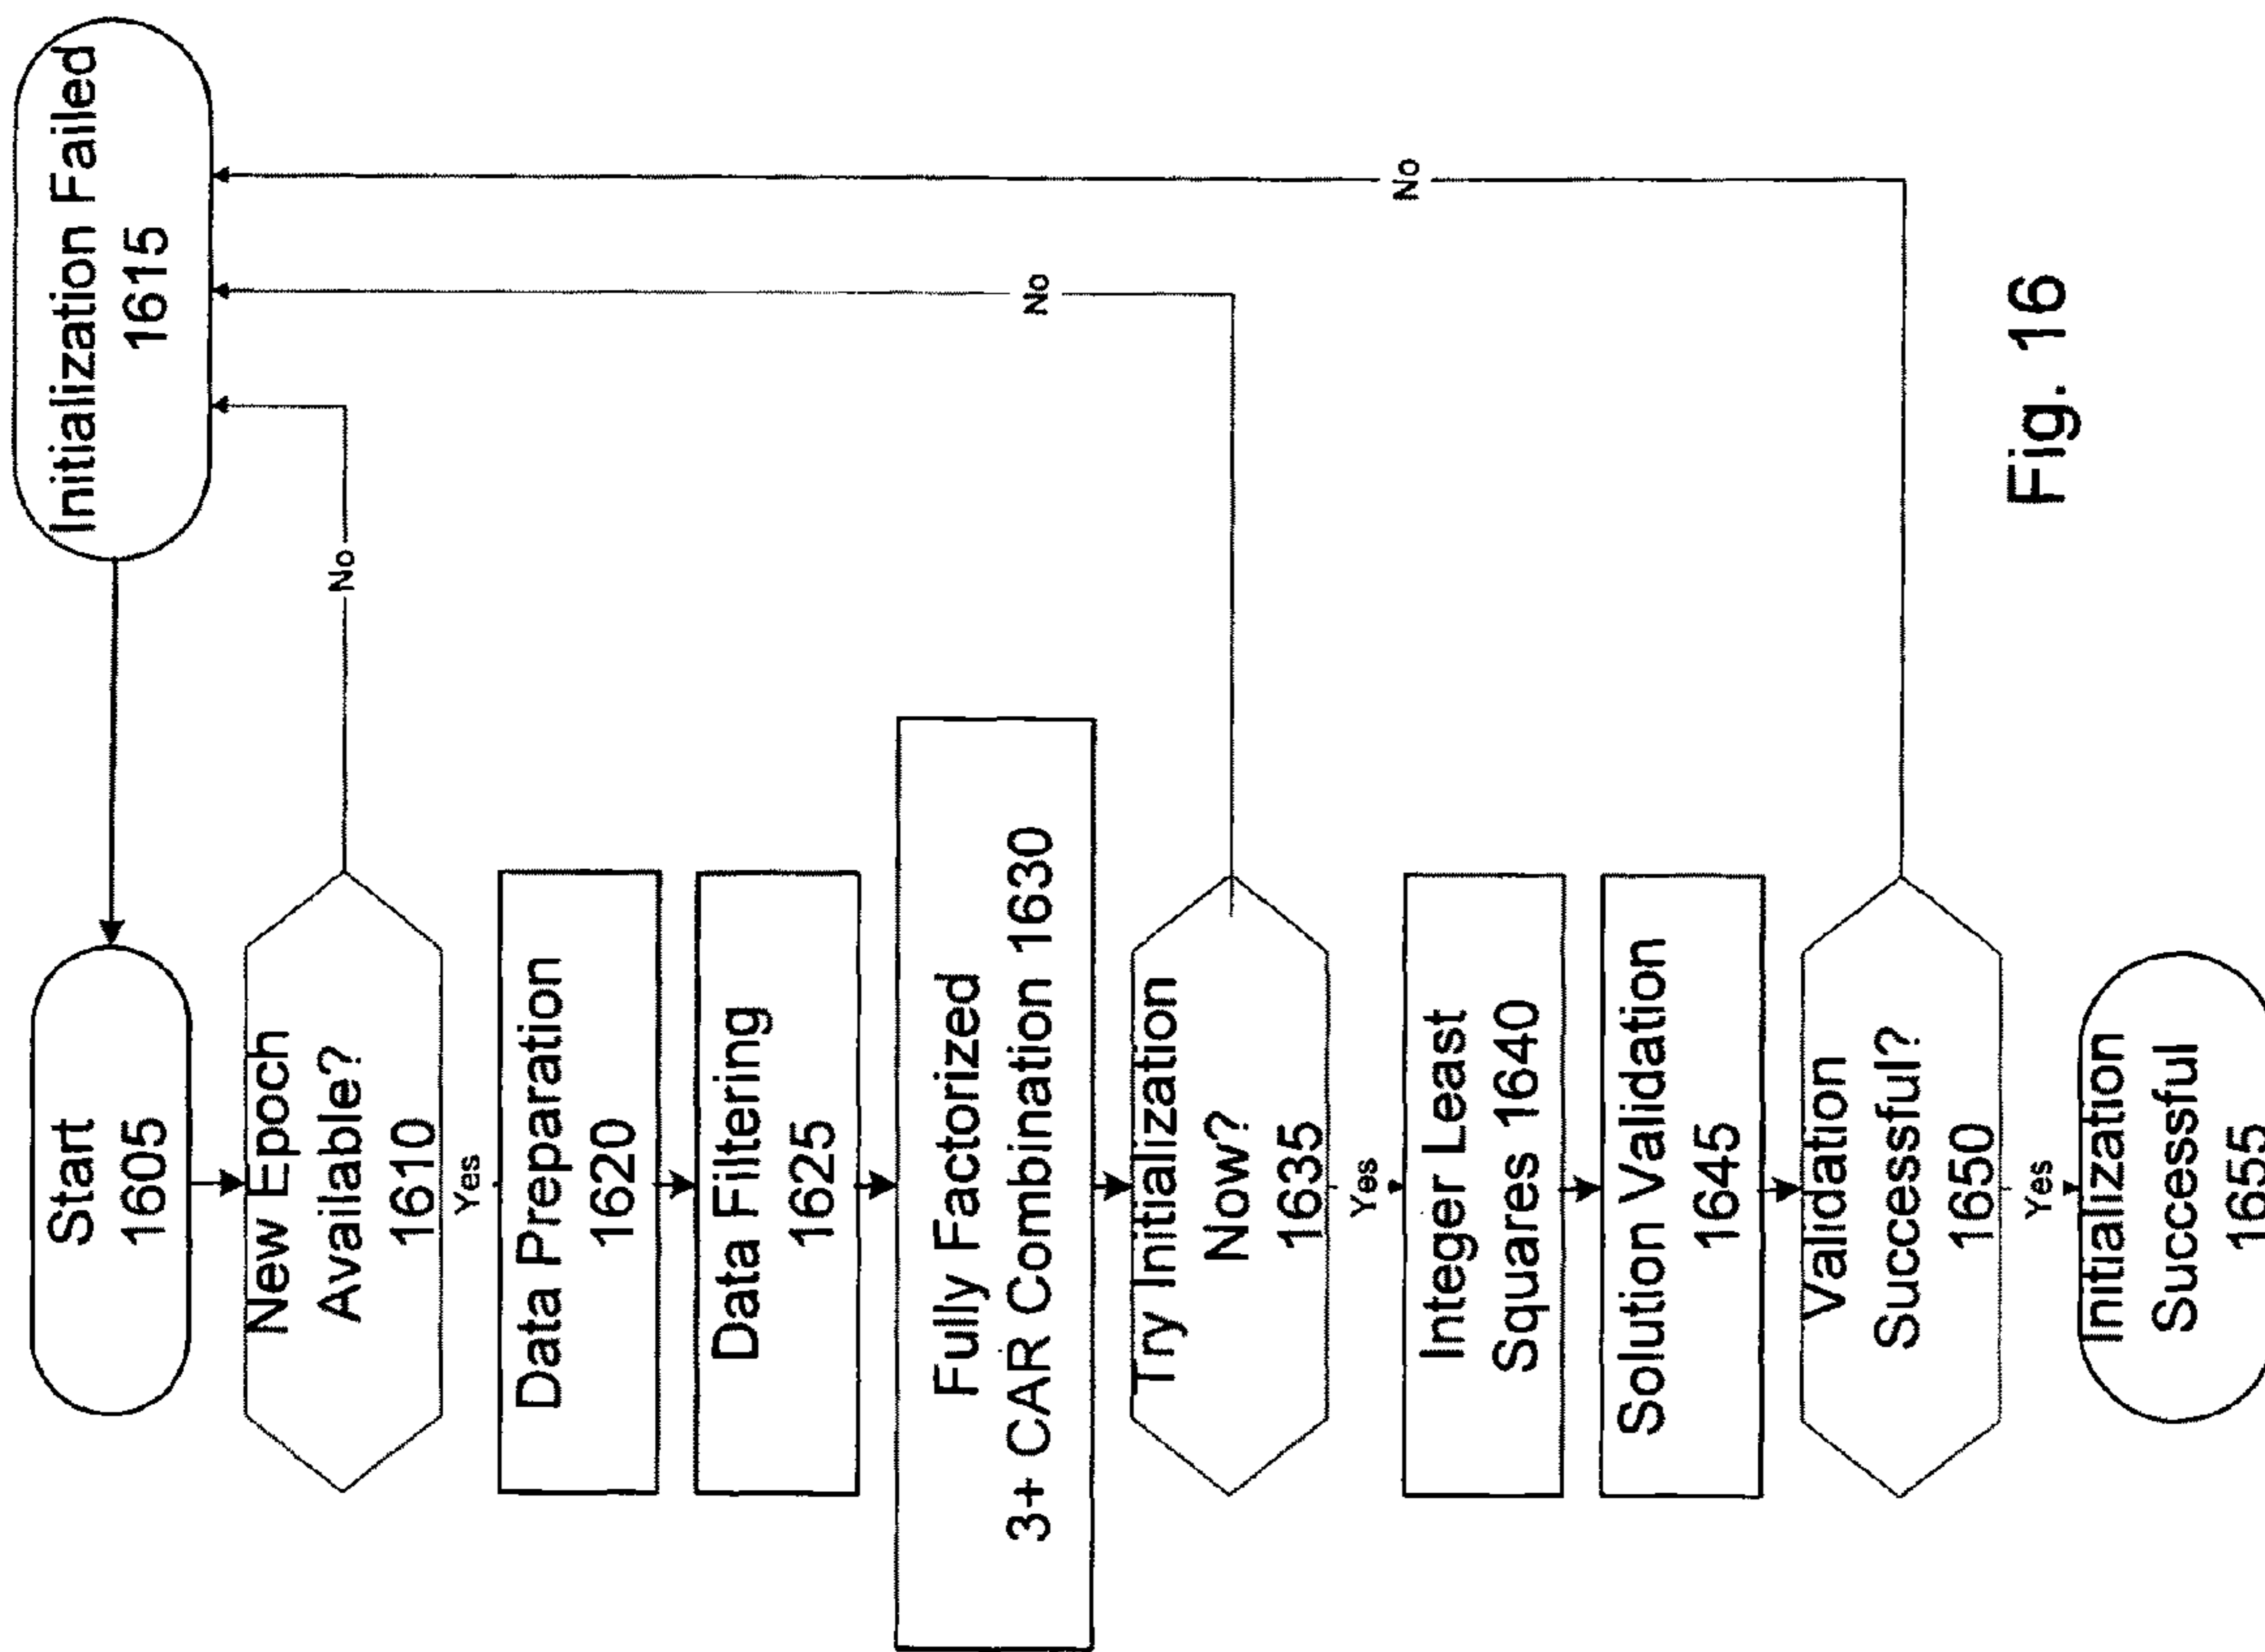 Start
1605
Initialization Failed
1615
New Epoch
Available?
1610
No
Yes
Data Preparation
1620
Data Filtering
1625
Fully Factorized
3+ CAR Combination 1630
Try Initialization
Now?
1635
No
Yes
Integer Least
Squares 1640
Solution Validation
1645
Validation
Successful?
1650
No
Yes
Initialization
Successful
1655
Fig. 16